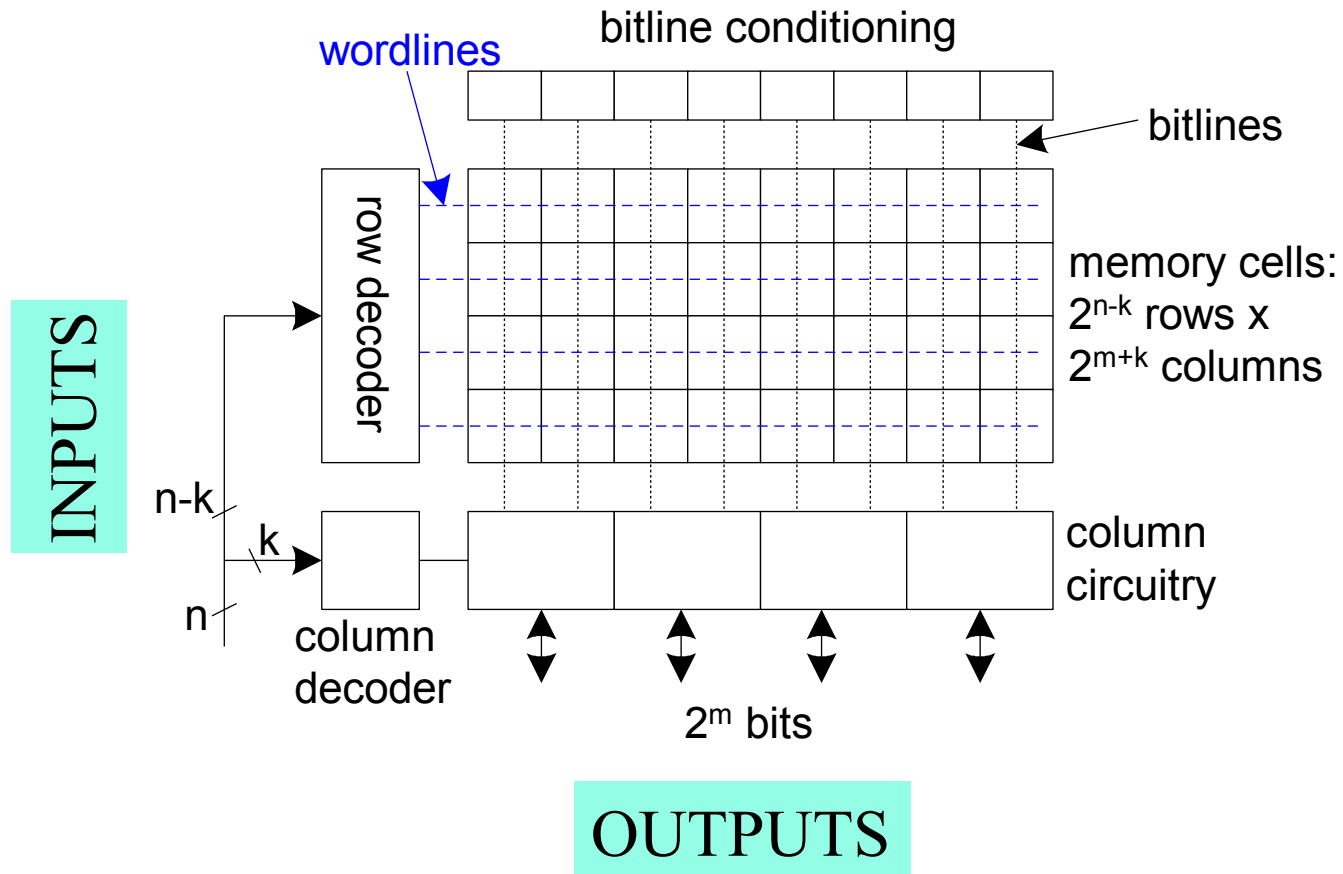 bitline conditioning
wordlines
bitlines
row decoder
memory cells:
2ⁿ⁻ᵏ rows x
2ᵐ⁺ᵏ columns
INPUTS
n-k
k
n
column
decoder
column
circuitry
2ᵐ bits
OUTPUTS